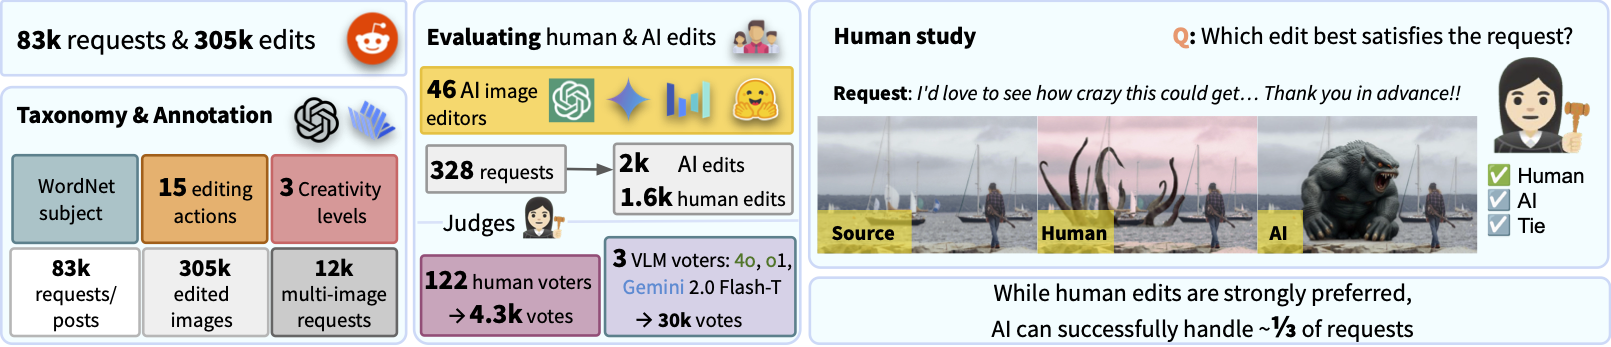 83k requests & 305k edits
Taxonomy & Annotation
WordNet
subject
15 editing
actions
3 Creativity
levels
83k
requests/
posts
305k
edited
images
12k
multi-image
requests
Evaluating human & AI edits
46 AI image
editors
328 requests
2k AI edits
1.6k human edits
Judges
122 human voters
→ 4.3k votes
3 VLM voters: 4o, o1,
Gemini 2.0 Flash-T
→ 30k votes
Human study
Q: Which edit best satisfies the request?
Request: I'd love to see how crazy this could get... Thank you in advance!!
Source
Human
AI
✅ Human
☑ AI
☑ Tie
While human edits are strongly preferred,
AI can successfully handle ~⅓ of requests